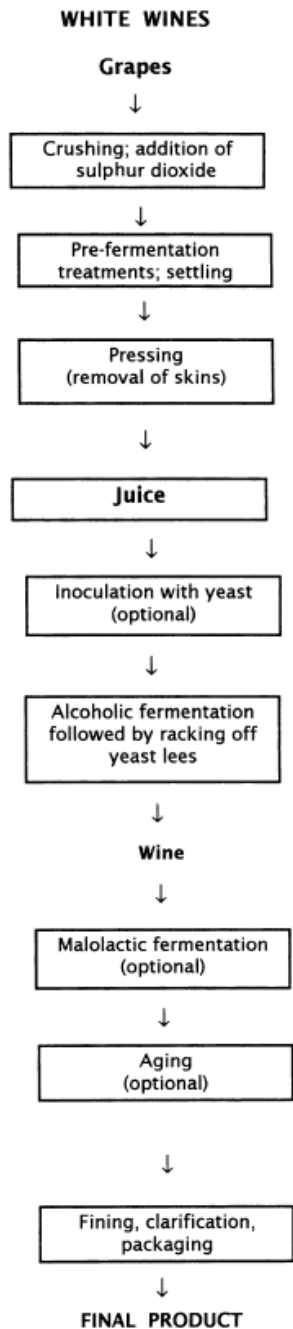 WHITE WINES
Grapes
↓
Crushing; addition of
sulphur dioxide
↓
Pre-fermentation
treatments; settling
↓
Pressing
(removal of skins)
↓
Juice
↓
Inoculation with yeast
(optional)
↓
Alcoholic fermentation
followed by racking off
yeast lees
↓
Wine
↓
Malolactic fermentation
(optional)
↓
Aging
(optional)
↓
Fining, clarification,
packaging
↓
FINAL PRODUCT